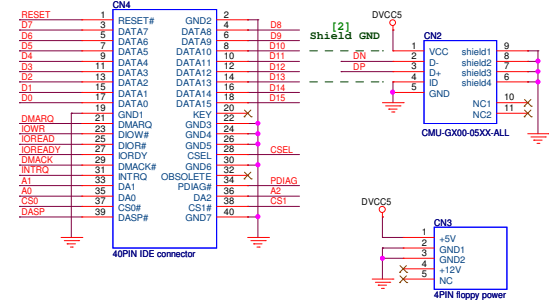 CN4
RESET 1 RESET# GND2 2
D7 3 DATA7 DATA8 4 D8
D6 5 DATA6 DATA9 6 D9
D5 7 DATA5 DATA10 8 D10
D4 9 DATA4 DATA11 10 D11
D3 11 DATA3 DATA12 12 D12
D2 13 DATA2 DATA13 14 D13
D1 15 DATA1 DATA14 16 D14
D0 17 DATA0 DATA15 18 D15
19 GND1 KEY 20
DMARQ 21 DMARQ GND3 22
IOWR 23 DIOW# GND4 24
IOREAD 25 DIOR# GND5 26
IOREADY 27 IORDY CSEL 28 CSEL
DMACK 29 DMACK# GND6 30
INTRQ 31 INTRQ OBSOLETE 32
A1 33 DA1 PDIAG# 34 PDIAG
A0 35 DA0 DA2 36 A2
CS0 37 CS0# CS1# 38 CS1
DASP 39 DASP# GND7 40
40PIN IDE connector
[2]
Shield GND
DVCC5
CN2
1 VCC shield1 9
DN 2 D- shield2 8
DP 3 D+ shield3 7
4 ID shield4 6
5 GND
NC1 10
NC2 11
CMU-GX00-05XX-ALL
DVCC5
CN3
1 +5V
2 GND1
3 GND2
4 +12V
5 NC
4PIN floppy power